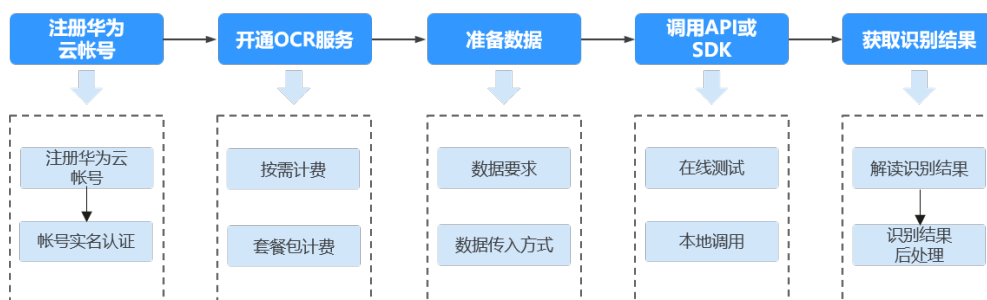 注册华为
云帐号
开通OCR服务
准备数据
调用API或
SDK
获取识别结果
注册华为云
帐号
帐号实名认证
按需计费
套餐包计费
数据要求
数据传入方式
在线测试
本地调用
解读识别结果
识别结果
后处理